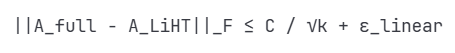 ||A_full - A_LiHT||_F ≤ C / √k + ε_linear